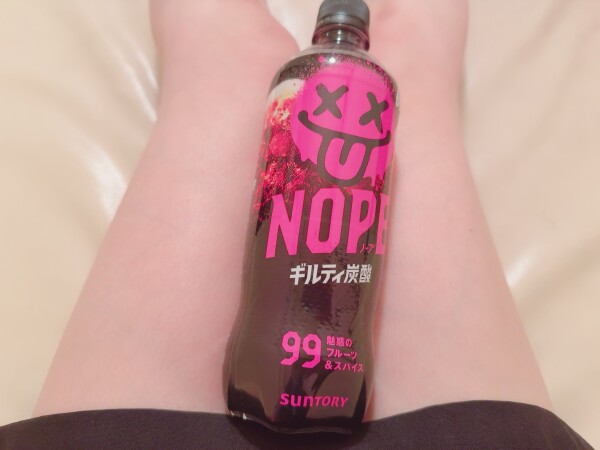 NOPE
ノープ
ギルティ炭酸
99
魅惑の
フルーツ
&スパイス
SUNTORY